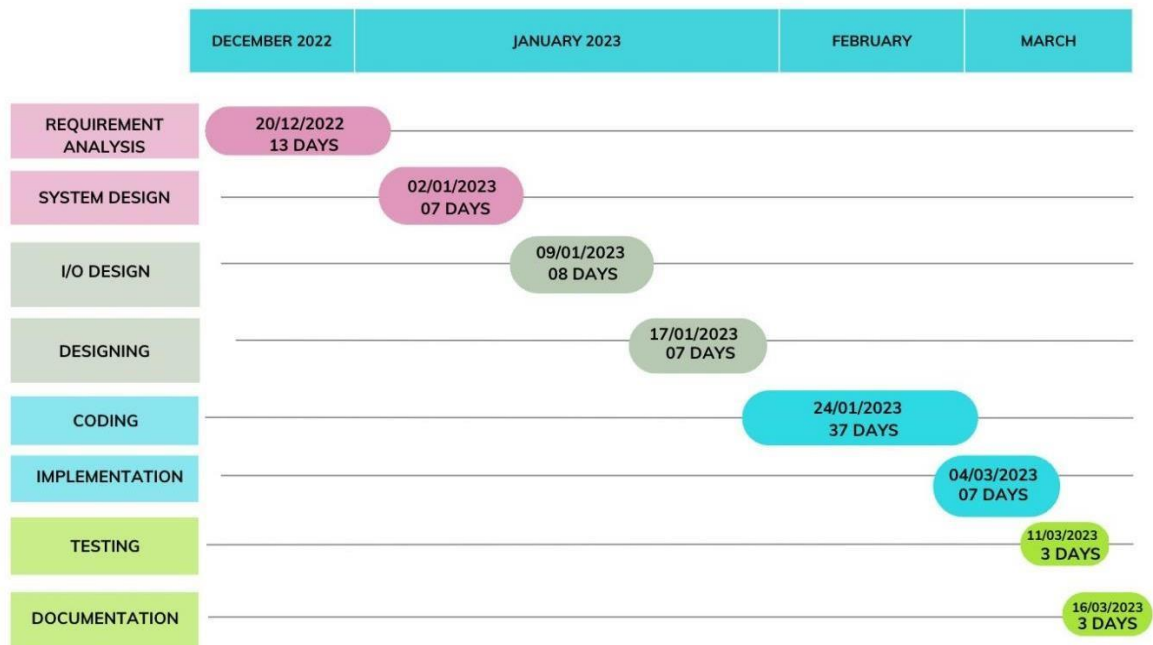 DECEMBER 2022 JANUARY 2023 FEBRUARY MARCH
REQUIREMENT
ANALYSIS
20/12/2022
13 DAYS
SYSTEM DESIGN
02/01/2023
07 DAYS
I/O DESIGN
09/01/2023
08 DAYS
DESIGNING
17/01/2023
07 DAYS
CODING
24/01/2023
37 DAYS
IMPLEMENTATION
04/03/2023
07 DAYS
TESTING
11/03/2023
3 DAYS
DOCUMENTATION
16/03/2023
3 DAYS